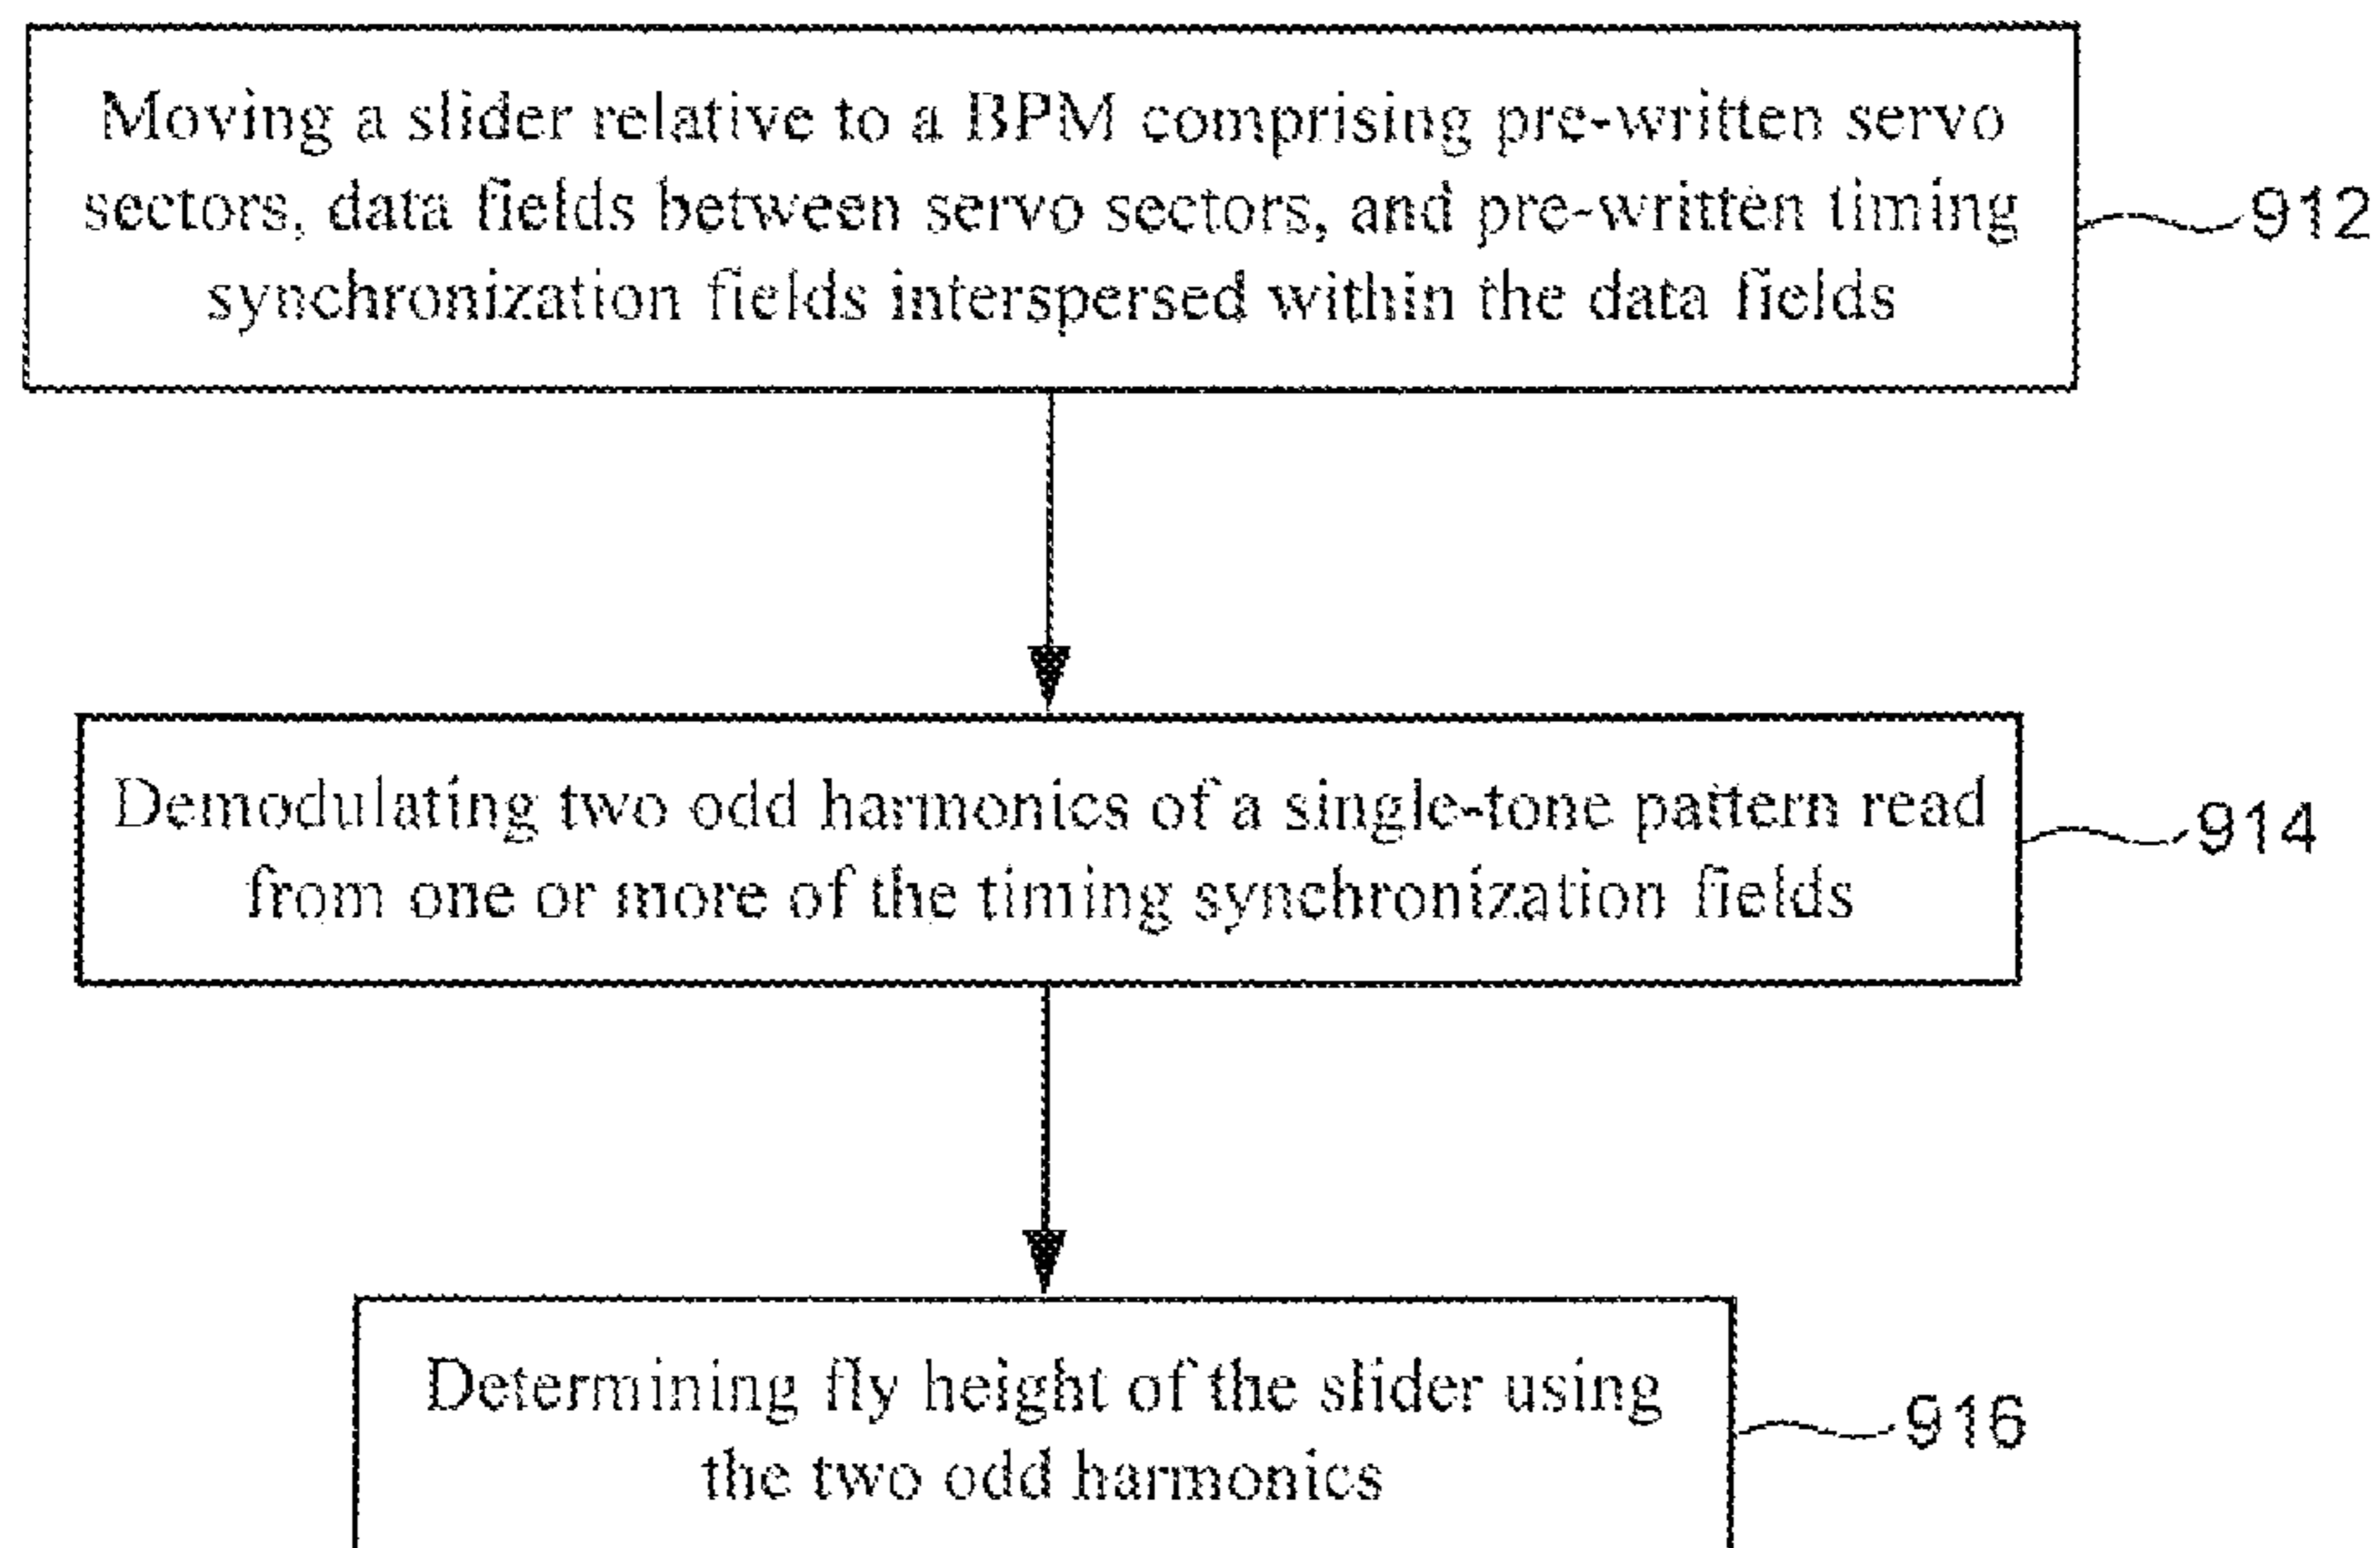 Moving a slider relative to a BPM comprising pre-written servo
sectors, data fields between servo sectors, and pre-written timing
synchronization fields interspersed within the data fields
912
Demodulating two odd harmonics of a single-tone pattern read
from one or more of the timing synchronization fields
914
Determining fly height of the slider using
the two odd harmonics
916